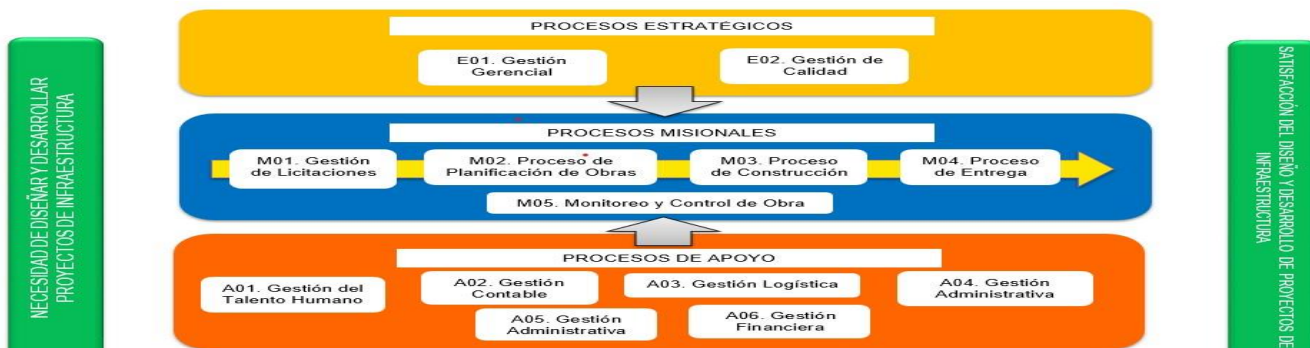 NECESIDAD DE DISEÑAR Y DESARROLLAR
PROYECTOS DE INFRAESTRUCTURA
PROCESOS ESTRATÉGICOS
E01. Gestión
Gerencial
E02. Gestión de
Calidad
PROCESOS MISIONALES
M01. Gestión
de Licitaciones
M02. Proceso de
Planificación de Obras
M03. Proceso
de Construcción
M04. Proceso
de Entrega
M05. Monitoreo y Control de Obra
PROCESOS DE APOYO
A01. Gestión del
Talento Humano
A02. Gestión
Contable
A03. Gestión Logística
A04. Gestión
Administrativa
A05. Gestión
Administrativa
A06. Gestión
Financiera
SATISFACCIÓN DEL DISEÑO Y DESARROLLO DE PROYECTOS DE
INFRAESTRUCTURA